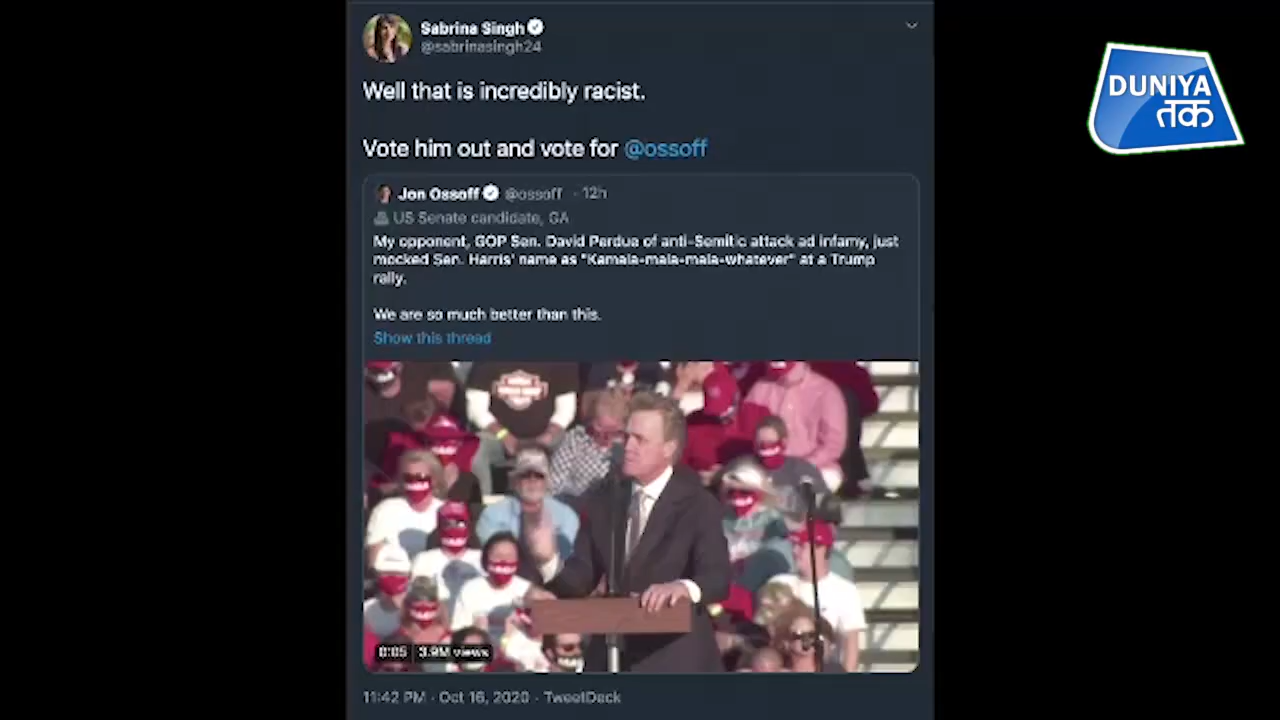 Sabrina Singh
@sabrinasingh24
Well that is incredibly racist.
Vote him out and vote for @ossoff
Jon Ossoff @ossoff · 12h
US Senate candidate, GA
My opponent, GOP Sen. David Perdue of anti-Semitic attack ad infamy, just
mocked Sen. Harris' name as "Kamala-mala-mala-whatever" at a Trump
rally.
We are so much better than this.
Show this thread
0:05 3.9M views
11:42 PM · Oct 16, 2020 · TweetDeck
DUNIYA
तक